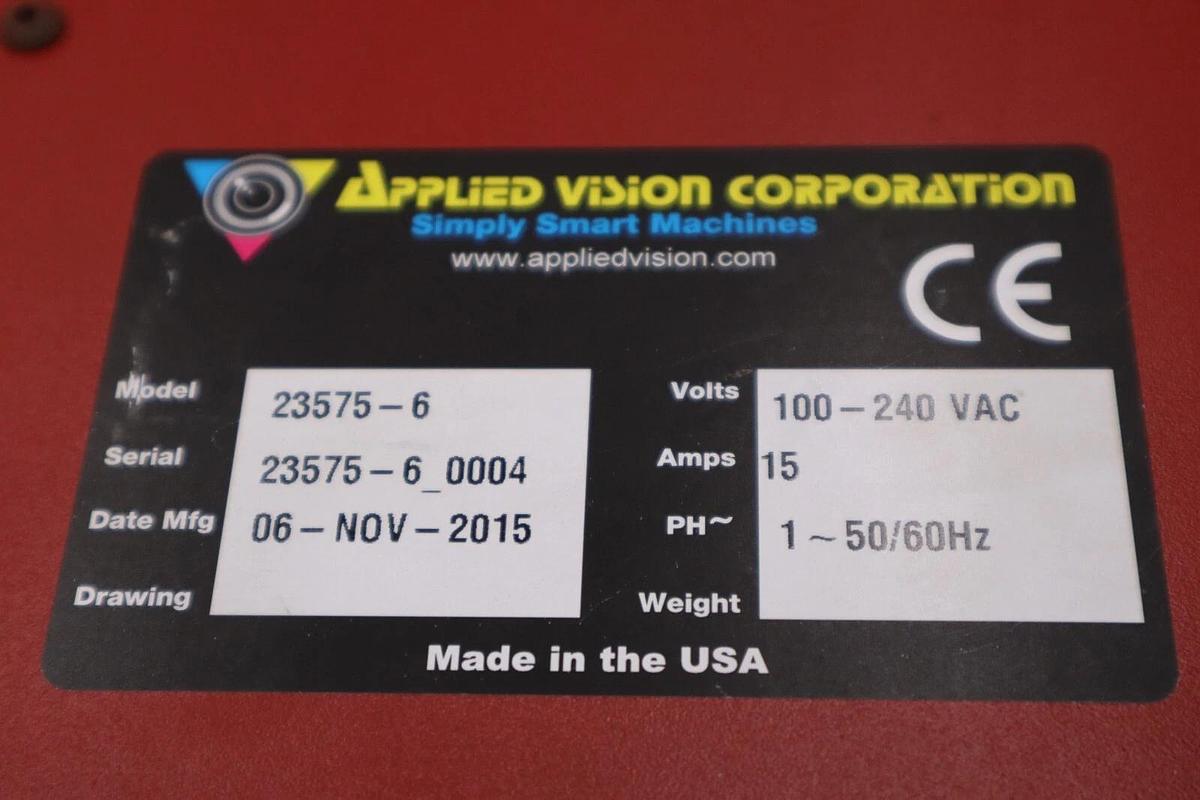 APPLIED VISION CORPORATION
Simply Smart Machines
www.appliedvision.com
CE
Model 23575-6
Serial 23575-6_0004
Date Mfg 06-NOV-2015
Drawing
Volts 100-240 VAC
Amps 15
PH~ 1~50/60Hz
Weight
Made in the USA